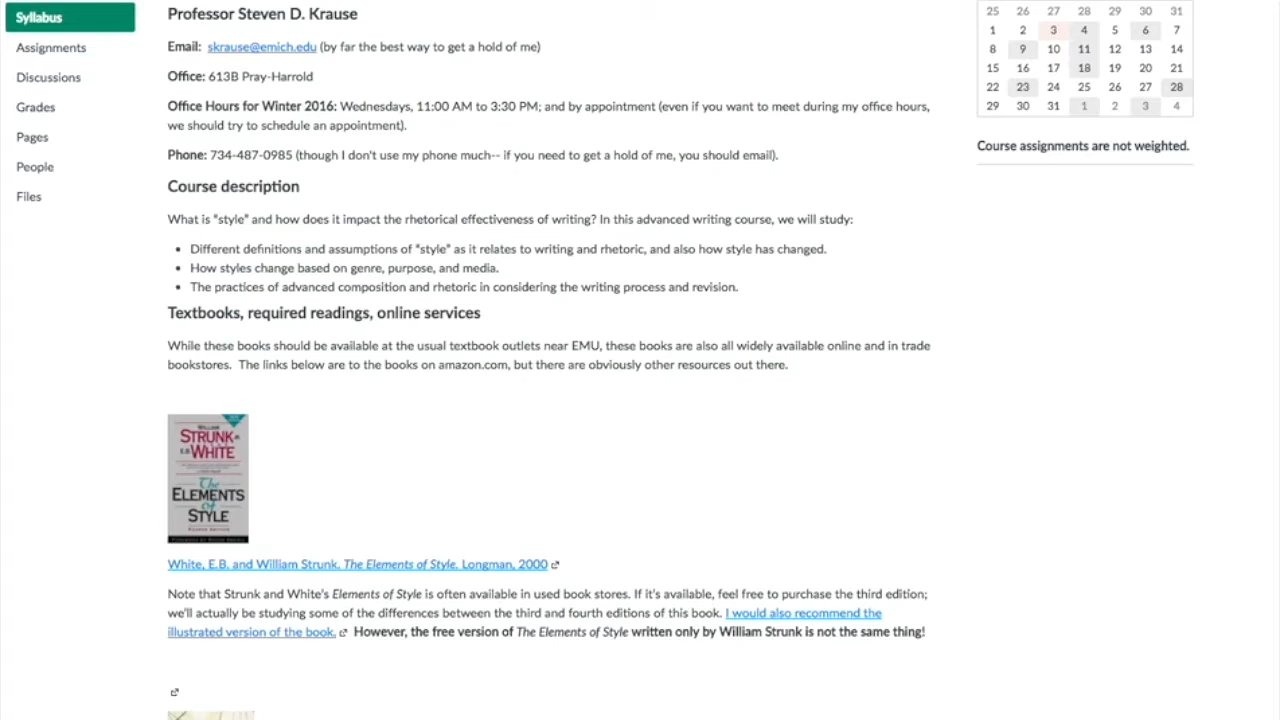 Syllabus
Assignments
Discussions
Grades
Pages
People
Files
Professor Steven D. Krause
Email: skrause@emich.edu (by far the best way to get a hold of me)
Office: 613B Pray-Harrold
Office Hours for Winter 2016: Wednesdays, 11:00 AM to 3:30 PM; and by appointment (even if you want to meet during my office hours,
we should try to schedule an appointment).
Phone: 734-487-0985 (though I don't use my phone much-- if you need to get a hold of me, you should email).
Course description
What is "style" and how does it impact the rhetorical effectiveness of writing? In this advanced writing course, we will study:
• Different definitions and assumptions of "style" as it relates to writing and rhetoric, and also how style has changed.
• How styles change based on genre, purpose, and media.
• The practices of advanced composition and rhetoric in considering the writing process and revision.
Textbooks, required readings, online services
While these books should be available at the usual textbook outlets near EMU, these books are also all widely available online and in trade
bookstores. The links below are to the books on amazon.com, but there are obviously other resources out there.
WILLIAM
STRUNK JR.
E.B. WHITE
The
ELEMENTS
of
STYLE
FOURTH EDITION
White, E.B. and William Strunk. The Elements of Style. Longman, 2000
Note that Strunk and White's Elements of Style is often available in used book stores. If it's available, feel free to purchase the third edition;
we'll actually be studying some of the differences between the third and fourth editions of this book. I would also recommend the
illustrated version of the book. However, the free version of The Elements of Style written only by William Strunk is not the same thing!
25 26 27 28 29 30 31
1 2 3 4 5 6 7
8 9 10 11 12 13 14
15 16 17 18 19 20 21
22 23 24 25 26 27 28
29 30 31 1 2 3 4
Course assignments are not weighted.